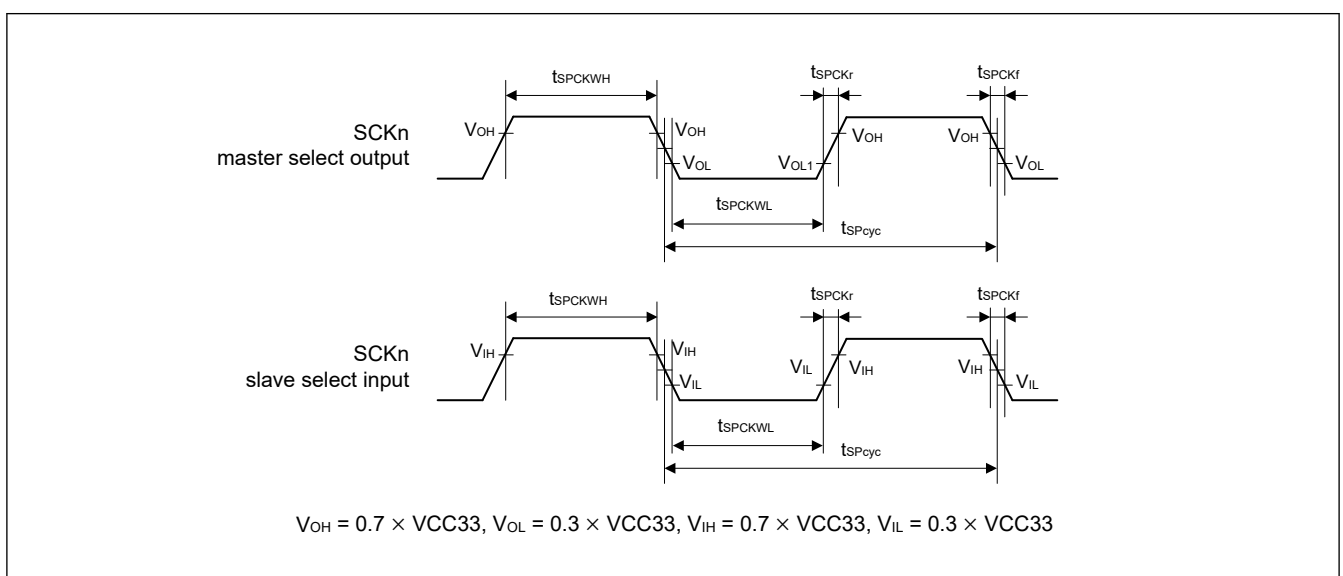 tSPCKWH
tSPCKr
tSPCKf
SCKn
master select output
VOH
VOH
VOL
VOL1
VOH
VOH
VOL
tSPCKWL
tSPcyc
tSPCKWH
tSPCKr
tSPCKf
SCKn
slave select input
VIH
VIH
VIL
VIL
VIH
VIH
VIL
tSPCKWL
tSPcyc
VOH = 0.7 × VCC33, VOL = 0.3 × VCC33, VIH = 0.7 × VCC33, VIL = 0.3 × VCC33